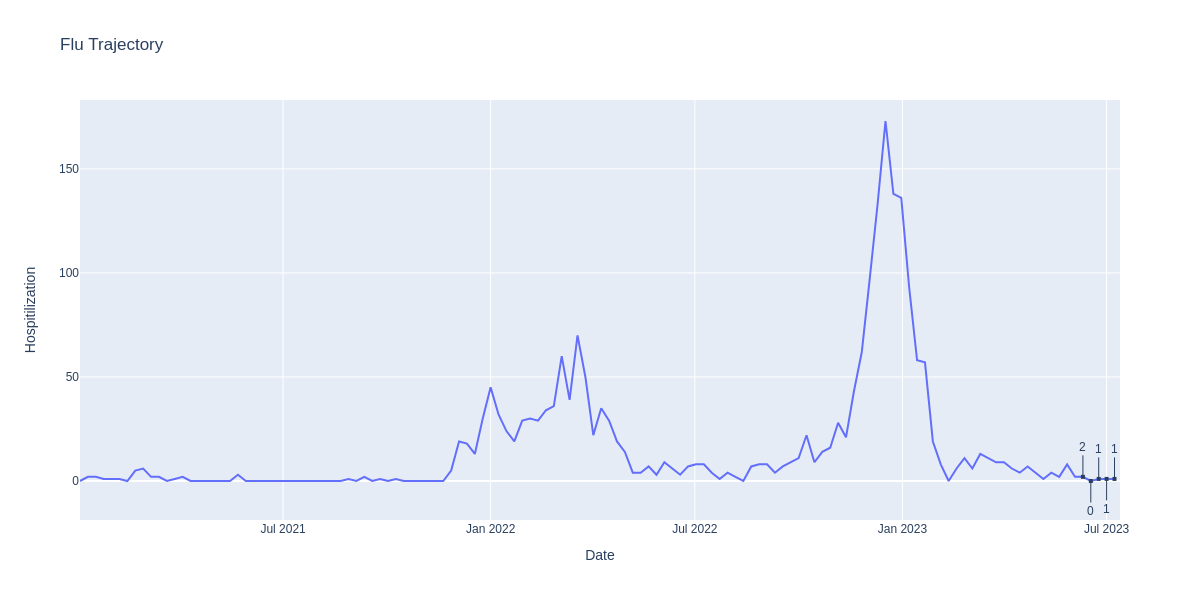 Flu Trajectory
150
100
50
0
Hospitilization
2
1
1
0
1
Jul 2021
Jan 2022
Jul 2022
Jan 2023
Jul 2023
Date